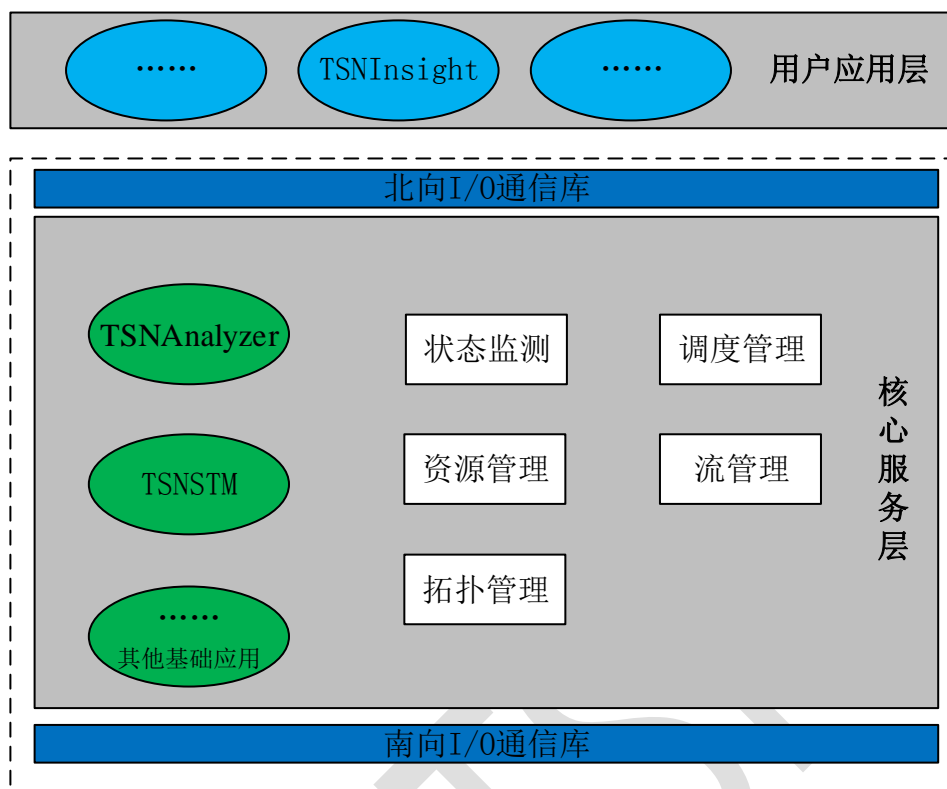 ……
TSNInsight
……
用户应用层
北向I/O通信库
TSNAnalyzer
状态监测
调度管理
TSNSTM
资源管理
流管理
拓扑管理
……
其他基础应用
核心服务层
南向I/O通信库